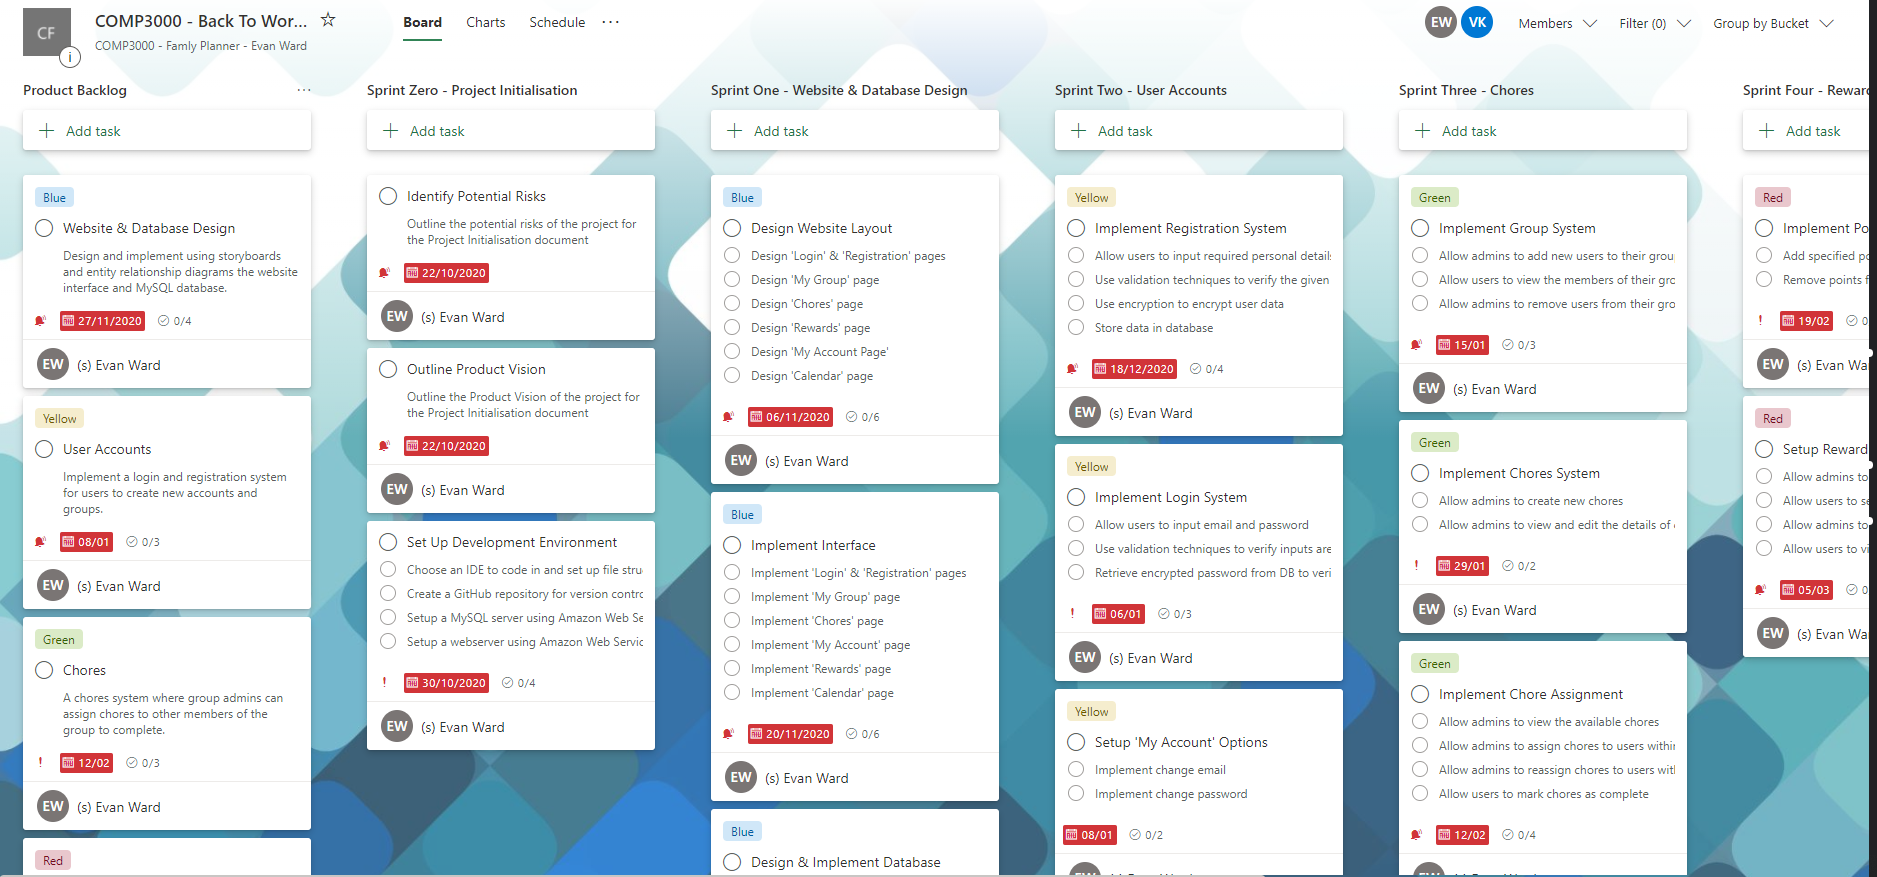 CF
COMP3000 - Back To Wor...
COMP3000 - Famly Planner - Evan Ward
Board
Charts
Schedule
EW
VK
Members
Filter (0)
Group by Bucket
Product Backlog
Add task
Blue
Website & Database Design
Design and implement using storyboards
and entity relationship diagrams the website
interface and MySQL database.
27/11/2020
0/4
EW
(s) Evan Ward
Yellow
User Accounts
Implement a login and registration system
for users to create new accounts and
groups.
08/01
0/3
EW
(s) Evan Ward
Green
Chores
A chores system where group admins can
assign chores to other members of the
group to complete.
! 12/02
0/3
EW
(s) Evan Ward
Red
Sprint Zero - Project Initialisation
Add task
Identify Potential Risks
Outline the potential risks of the project for
the Project Initialisation document
22/10/2020
EW
(s) Evan Ward
Outline Product Vision
Outline the Product Vision of the project for
the Project Initialisation document
22/10/2020
EW
(s) Evan Ward
Set Up Development Environment
Choose an IDE to code in and set up file stru
Create a GitHub repository for version contro
Setup a MySQL server using Amazon Web Se
Setup a webserver using Amazon Web Servic
! 30/10/2020
0/4
EW
(s) Evan Ward
Sprint One - Website & Database Design
Add task
Blue
Design Website Layout
Design 'Login' & 'Registration' pages
Design 'My Group' page
Design 'Chores' page
Design 'Rewards' page
Design 'My Account Page'
Design 'Calendar' page
06/11/2020
0/6
EW
(s) Evan Ward
Blue
Implement Interface
Implement 'Login' & 'Registration' pages
Implement 'My Group' page
Implement 'Chores' page
Implement 'My Account' page
Implement 'Rewards' page
Implement 'Calendar' page
20/11/2020
0/6
EW
(s) Evan Ward
Blue
Design & Implement Database
Sprint Two - User Accounts
Add task
Yellow
Implement Registration System
Allow users to input required personal details
Use validation techniques to verify the given
Use encryption to encrypt user data
Store data in database
18/12/2020
0/4
EW
(s) Evan Ward
Yellow
Implement Login System
Allow users to input email and password
Use validation techniques to verify inputs are
Retrieve encrypted password from DB to veri
! 06/01
0/3
EW
(s) Evan Ward
Yellow
Setup 'My Account' Options
Implement change email
Implement change password
08/01
0/2
Sprint Three - Chores
Add task
Green
Implement Group System
Allow admins to add new users to their grou
Allow users to view the members of their gro
Allow admins to remove users from their gro
15/01
0/3
EW
(s) Evan Ward
Green
Implement Chores System
Allow admins to create new chores
Allow admins to view and edit the details of
! 29/01
0/2
EW
(s) Evan Ward
Green
Implement Chore Assignment
Allow admins to view the available chores
Allow admins to assign chores to users within
Allow admins to reassign chores to users wit
Allow users to mark chores as complete
12/02
0/4
Sprint Four - Rewar
Add task
Red
Implement Po
Add specified po
Remove points f
! 19/02
0
EW
(s) Evan Wa
Red
Setup Reward
Allow admins to
Allow users to se
Allow admins to
Allow users to vi
05/03
0
EW
(s) Evan Wa